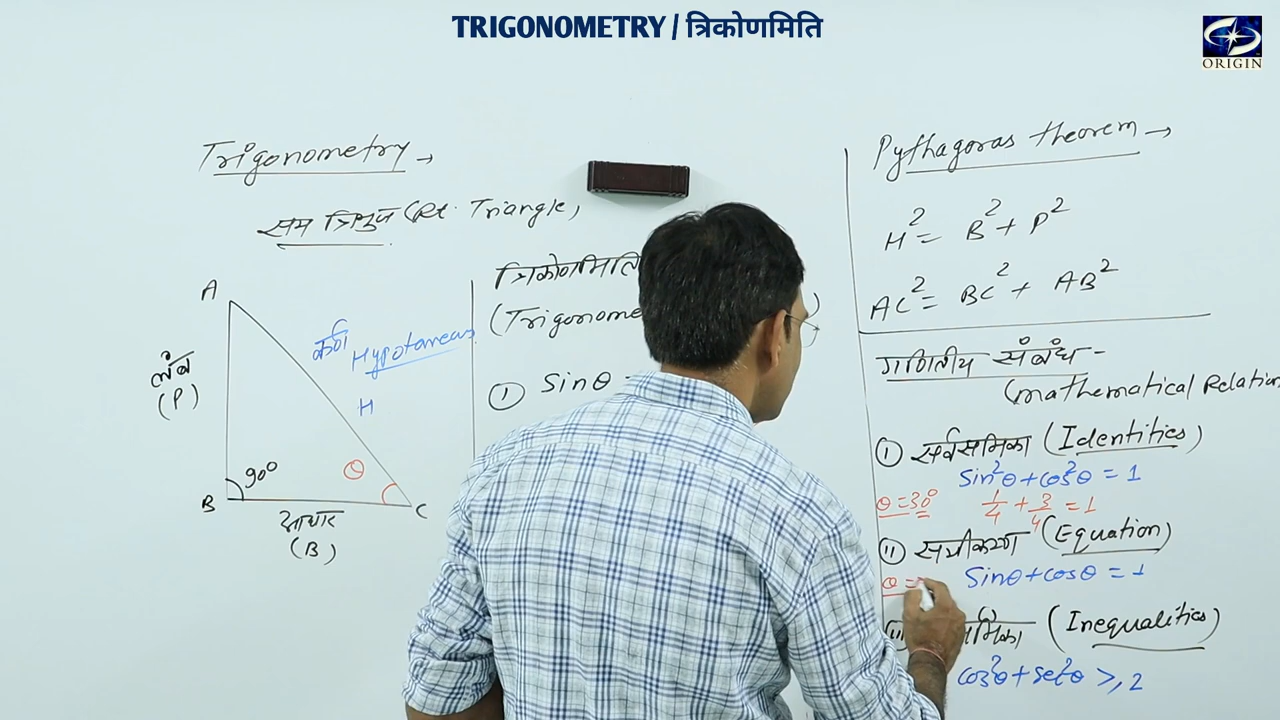 TRIGONOMETRY / त्रिकोणमिति
ORIGIN
Trigonometry →
सम त्रिभुज (Rt. Triangle,
A
लंब
(P)
कर्ण
Hypotaneas
H
90°
θ
B
C
आधार
(B)
त्रिकोणमिति
(Trigonome )
① Sinθ =
Pythagoras theorem →
H² = B² + P²
AC² = BC² + AB²
गणितीय संबंध -
(mathematical Relation
① सर्वसमिका (Identities)
Sin²θ + cos²θ = 1
θ = 30° 1/4 + 3/4 = 1
② समीकरण (Equation)
θ = Sinθ + cosθ = 1
(Inequalities)
cos²θ + sec²θ >, 2